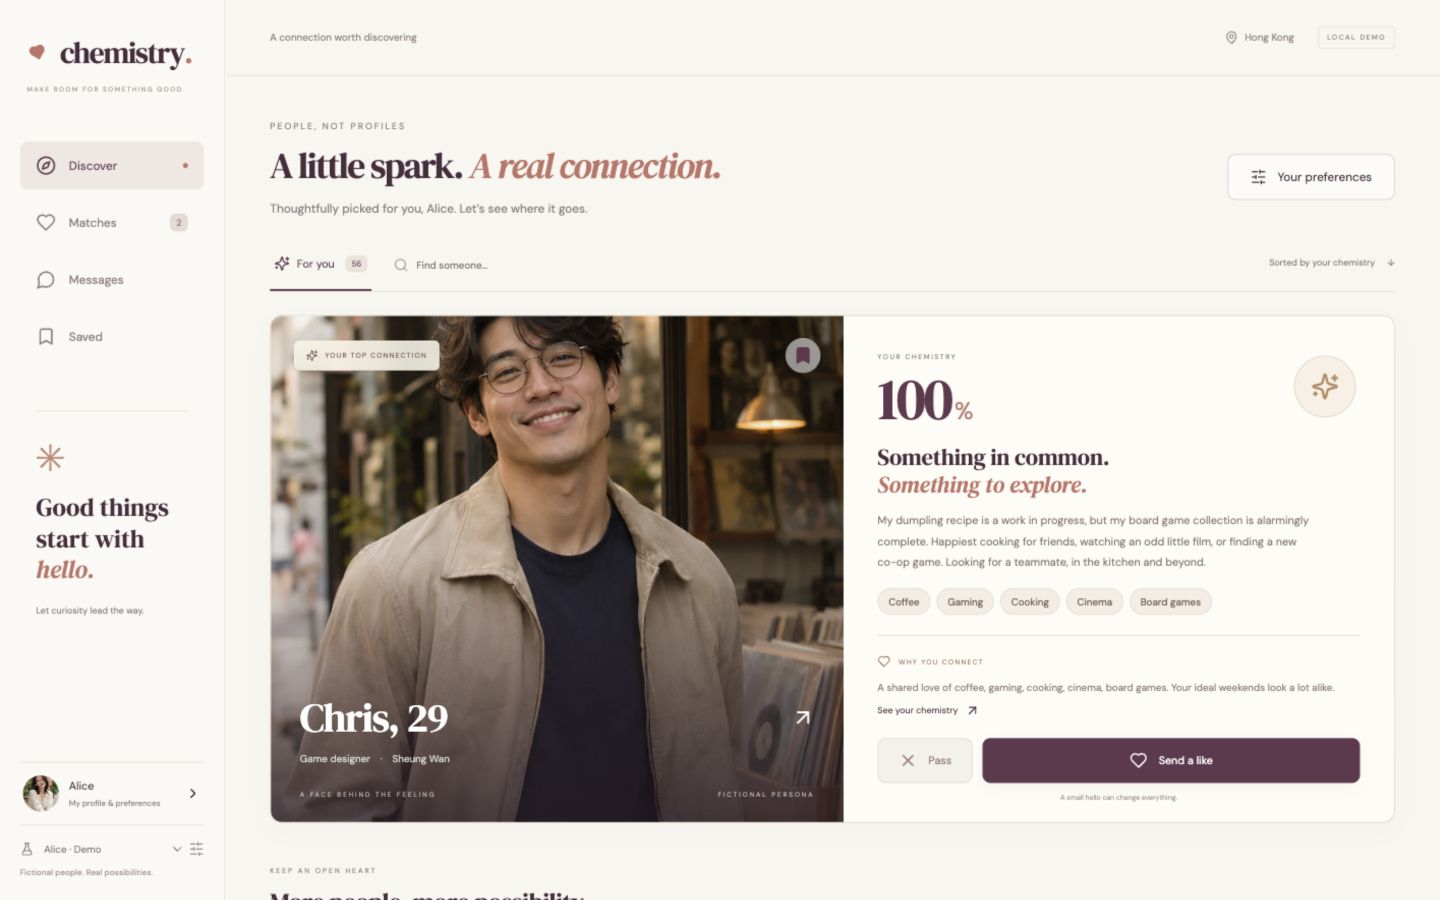 chemistry.
MAKE ROOM FOR SOMETHING GOOD
Discover
Matches
2
Messages
Saved
Good things
start with
hello.
Let curiosity lead the way.
Alice
My profile & preferences
Alice · Demo
Fictional people. Real possibilities.
A connection worth discovering
Hong Kong
LOCAL DEMO
PEOPLE, NOT PROFILES
A little spark. A real connection.
Thoughtfully picked for you, Alice. Let's see where it goes.
Your preferences
For you
56
Find someone...
Sorted by your chemistry
YOUR TOP CONNECTION
Chris, 29
Game designer · Sheung Wan
A FACE BEHIND THE FEELING
FICTIONAL PERSONA
YOUR CHEMISTRY
100%
Something in common.
Something to explore.
My dumpling recipe is a work in progress, but my board game collection is alarmingly
complete. Happiest cooking for friends, watching an odd little film, or finding a new
co-op game. Looking for a teammate, in the kitchen and beyond.
Coffee
Gaming
Cooking
Cinema
Board games
WHY YOU CONNECT
A shared love of coffee, gaming, cooking, cinema, board games. Your ideal weekends look a lot alike.
See your chemistry
Pass
Send a like
A small hello can change everything.
KEEP AN OPEN HEART
More people, more possibility.